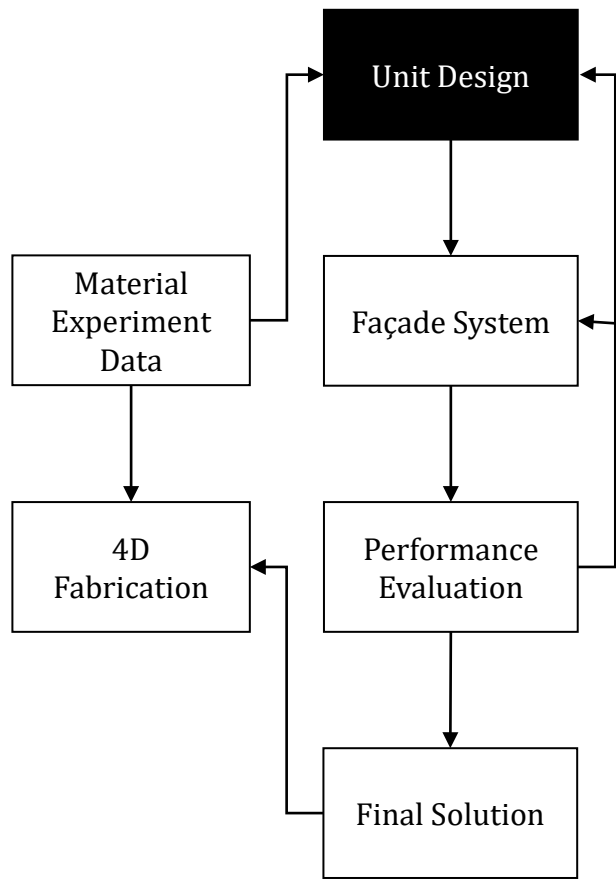 Unit Design
Material
Experiment
Data
Façade System
4D
Fabrication
Performance
Evaluation
Final Solution